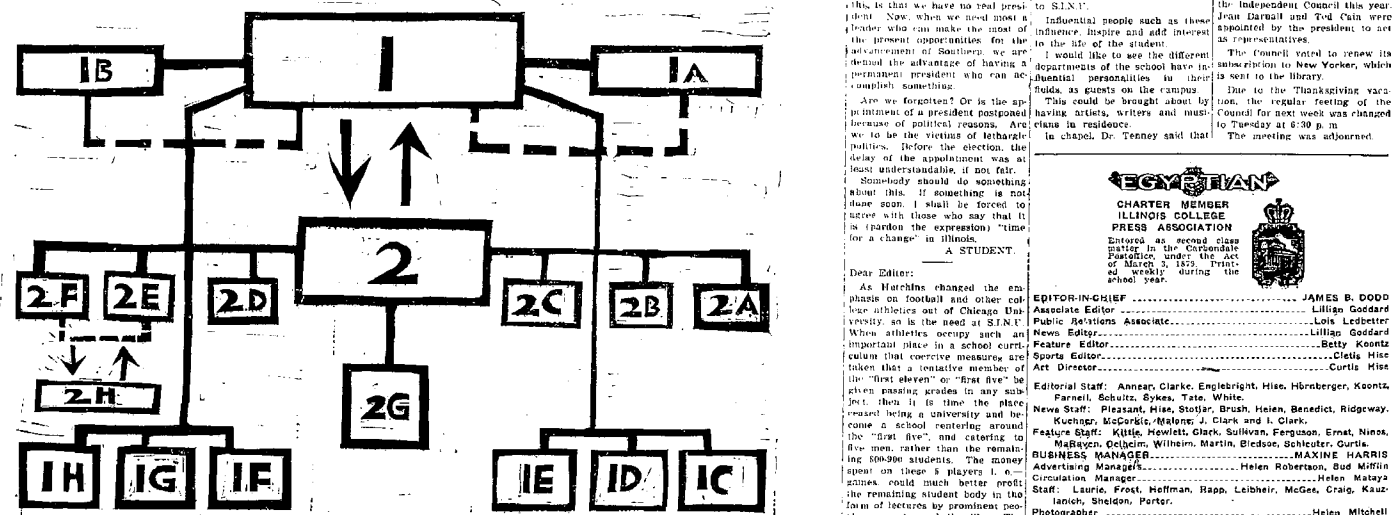 1B
1
1A
2
2F
2E
2D
2C
2B
2A
2H
2G
1H
1G
1F
1E
1D
1C
this, is that we have no real presi-
dent Now, when we need most a
leader who can make the most of
the present opportunities for the
advancement of Southern, we are
denied the advantage of having a
permanent president who can ac-
complish something.
Are we forgotten? Or is the ap-
pointment of a president postponed
because of political reasons. Are
we to be the victims of lethargic
politics. Before the election, the
delay of the appointment was at
least understandable, if not fair.
Somebody should do something
about this. If something is not
done soon, I shall be forced to
agree with those who say that it
is (pardon the expression) "time
for a change" in Illinois.
A STUDENT.
Dear Editor:
As Hutchins changed the em-
phasis on football and other col-
lege athletics out of Chicago Uni-
versity, so is the need at S.I.N.U.
When athletics occupy such an
important place in a school curri-
culum that coercive measures are
taken that a tentative member of
the "first eleven" or "first five" be
given passing grades in any sub-
ject, then it is time the place
ceased being a university and be-
come a school centering around
the "first five", and catering to
five men, rather than the remain-
ing 800-900 students. The money
spent on these 5 players
games, could much better profit
the remaining student body in the
form of lectures by prominent peo-
to S.I.N.U.
Influential people such as these
influence, inspire and add interest
to the life of the student.
I would like to see the different
departments of the school have in-
fluential personalities in their
fields, as guests on the campus.
This could be brought about by
having artists, writers and musi-
cians in residence.
In chapel, Dr. Tenney said that
the Independent Council this year.
Jean Darnall and Ted Cain were
appointed by the president to act
as representatives.
The Council voted to renew its
subscription to New Yorker, which
is sent to the library.
Due to the Thanksgiving vaca-
tion, the regular feeting of the
Council for next week was changed
to Tuesday at 6:30 p. m
The meeting was adjourned.
EGYPTIAN
CHARTER MEMBER
ILLINOIS COLLEGE
PRESS ASSOCIATION
Entered as second class
matter in the Carbondale
Postoffice, under the Act
of March 3, 1879. Print-
ed weekly during the
school year.
EDITOR-IN-CHIEF JAMES B. DODD
Associate Editor Lillian Goddard
Public Relations Associate Lois Ledbetter
News Editor Lillian Goddard
Feature Editor Betty Koontz
Sports Editor Cletis Hise
Art Director Curtis Hise
Editorial Staff: Annear, Clarke, Englebright, Hise, Hornberger, Koontz,
Farnell, Schultz, Sykes, Tate, White.
News Staff: Pleasant, Hise, Stotlar, Brush, Heien, Benedict, Ridgeway,
Kuehner, McCorkle, Malone, J. Clark and I. Clark.
Feature Staff: Kittle, Hewlett, Clark, Sullivan, Ferguson, Ernst, Ninos,
Wilheim, Martin, Bledsoe, Schlouter, Curtis.
BUSINESS MANAGER MAXINE HARRIS
Advertising Managers Helen Robertson, Bud Mifflin
Circulation Manager Helen Mataya
Staff: Laurie, Frost, Hoffman, Rapp, Leibheir, McGee, Craig, Kauz-
lanich, Sheldon, Porter.
Photographer Helen Mitchell